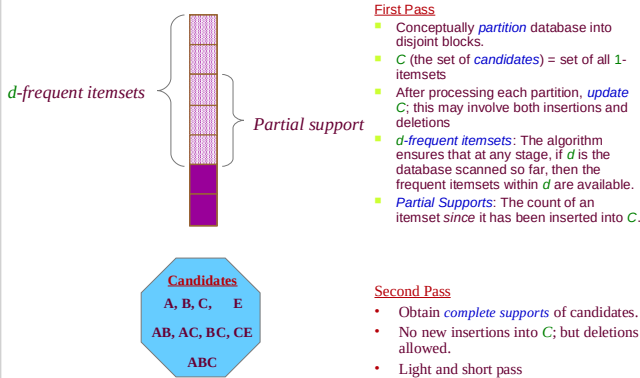 d-frequent itemsets
Partial support
Candidates
A, B, C, E
AB, AC, BC, CE
ABC
First Pass
Conceptually partition database into
disjoint blocks.
C (the set of candidates) = set of all 1-
itemsets
After processing each partition, update
C; this may involve both insertions and
deletions
d-frequent itemsets: The algorithm
ensures that at any stage, if d is the
database scanned so far, then the
frequent itemsets within d are available.
Partial Supports: The count of an
itemset since it has been inserted into C.
Second Pass
Obtain complete supports of candidates.
No new insertions into C; but deletions
allowed.
Light and short pass